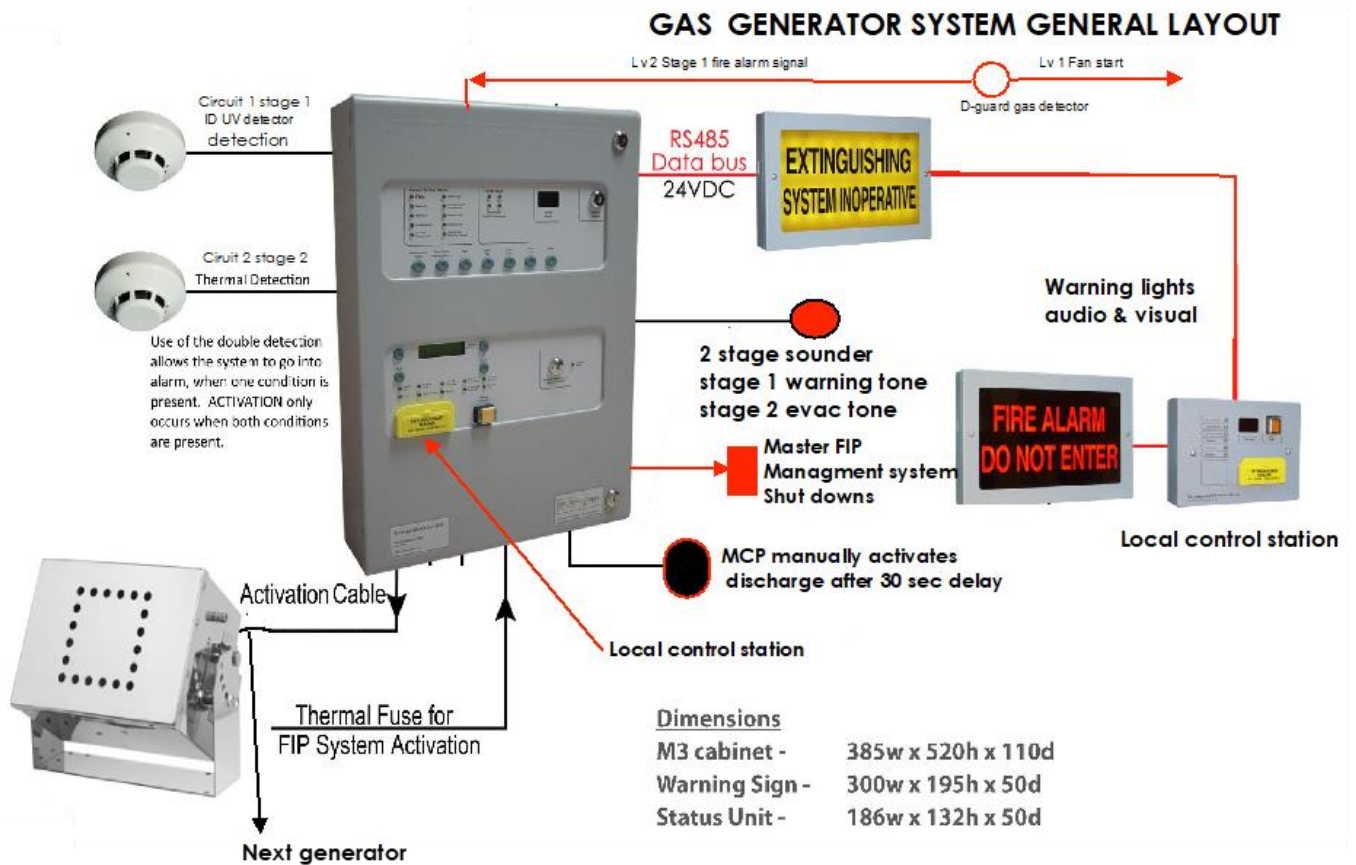 GAS GENERATOR SYSTEM GENERAL LAYOUT
Lv 2 Stage 1 fire alarm signal
Lv 1 Fan start
D-guard gas detector
Circuit 1 stage 1
ID UV detector
detection
RS485
Data bus
24VDC
EXTINGUISHING
SYSTEM INOPERATIVE
Ciruit 2 stage 2
Thermal Detection
Use of the double detection
allows the system to go into
alarm, when one condition is
present. ACTIVATION only
occurs when both conditions
are present.
Warning lights
audio & visual
2 stage sounder
stage 1 warning tone
stage 2 evac tone
FIRE ALARM
DO NOT ENTER
Master FIP
Managment system
Shut downs
Local control station
MCP manually activates
discharge after 30 sec delay
Activation Cable
Local control station
Thermal Fuse for
FIP System Activation
Dimensions
M3 cabinet - 385w x 520h x 110d
Warning Sign - 300w x 195h x 50d
Status Unit - 186w x 132h x 50d
Next generator